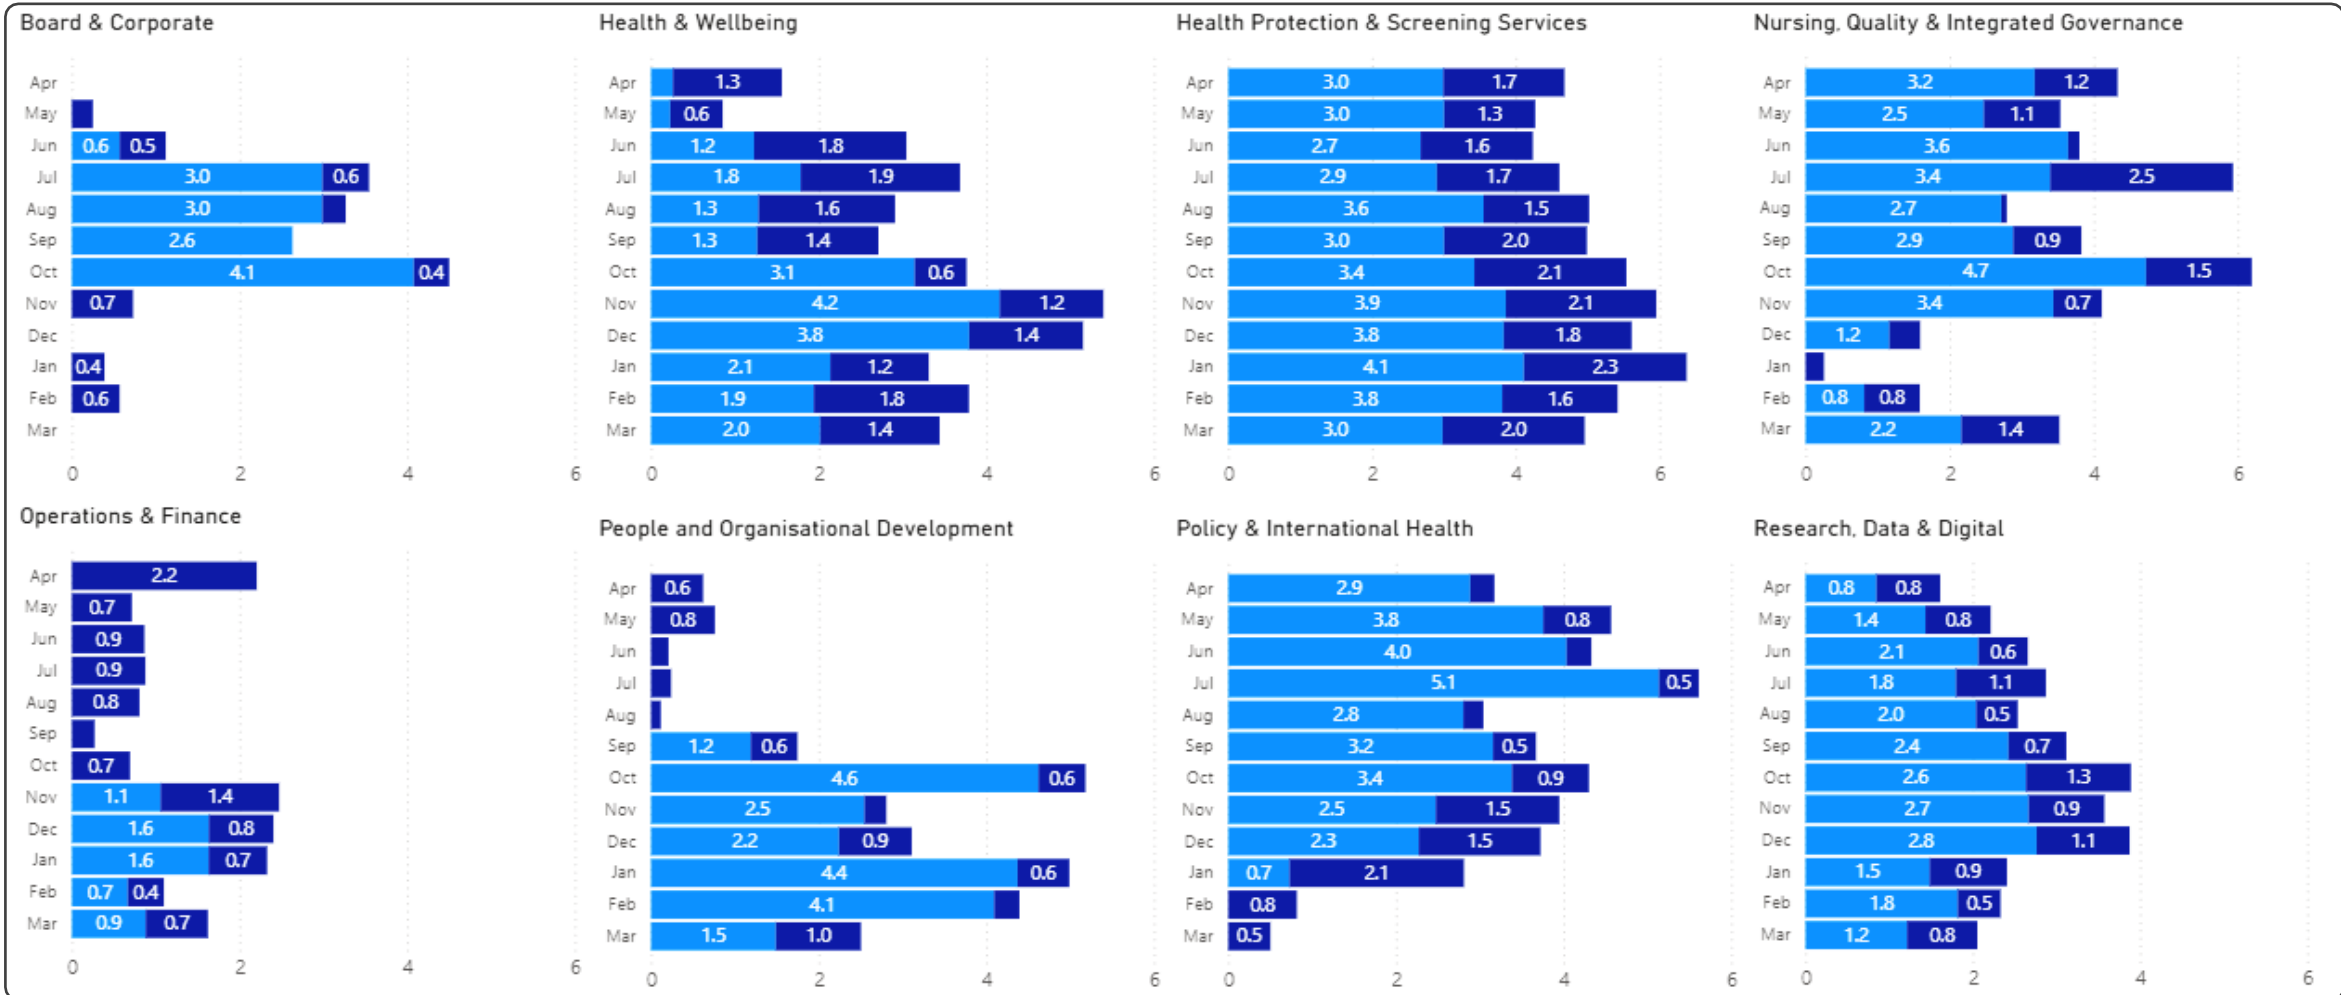 Board & Corporate
Apr
May
Jun 0.6 0.5
Jul 3.0 0.6
Aug 3.0
Sep 2.6
Oct 4.1 0.4
Nov 0.7
Dec
Jan 0.4
Feb 0.6
Mar
0 2 4 6
Health & Wellbeing
Apr 1.3
May 0.6
Jun 1.2 1.8
Jul 1.8 1.9
Aug 1.3 1.6
Sep 1.3 1.4
Oct 3.1 0.6
Nov 4.2 1.2
Dec 3.8 1.4
Jan 2.1 1.2
Feb 1.9 1.8
Mar 2.0 1.4
0 2 4 6
Health Protection & Screening Services
Apr 3.0 1.7
May 3.0 1.3
Jun 2.7 1.6
Jul 2.9 1.7
Aug 3.6 1.5
Sep 3.0 2.0
Oct 3.4 2.1
Nov 3.9 2.1
Dec 3.8 1.8
Jan 4.1 2.3
Feb 3.8 1.6
Mar 3.0 2.0
0 2 4 6
Nursing, Quality & Integrated Governance
Apr 3.2 1.2
May 2.5 1.1
Jun 3.6
Jul 3.4 2.5
Aug 2.7
Sep 2.9 0.9
Oct 4.7 1.5
Nov 3.4 0.7
Dec 1.2
Jan
Feb 0.8 0.8
Mar 2.2 1.4
0 2 4 6
Operations & Finance
Apr 2.2
May 0.7
Jun 0.9
Jul 0.9
Aug 0.8
Sep
Oct 0.7
Nov 1.1 1.4
Dec 1.6 0.8
Jan 1.6 0.7
Feb 0.7 0.4
Mar 0.9 0.7
0 2 4 6
People and Organisational Development
Apr 0.6
May 0.8
Jun
Jul
Aug
Sep 1.2 0.6
Oct 4.6 0.6
Nov 2.5
Dec 2.2 0.9
Jan 4.4 0.6
Feb 4.1
Mar 1.5 1.0
0 2 4 6
Policy & International Health
Apr 2.9
May 3.8 0.8
Jun 4.0
Jul 5.1 0.5
Aug 2.8
Sep 3.2 0.5
Oct 3.4 0.9
Nov 2.5 1.5
Dec 2.3 1.5
Jan 0.7 2.1
Feb 0.8
Mar 0.5
0 2 4 6
Research, Data & Digital
Apr 0.8 0.8
May 1.4 0.8
Jun 2.1 0.6
Jul 1.8 1.1
Aug 2.0 0.5
Sep 2.4 0.7
Oct 2.6 1.3
Nov 2.7 0.9
Dec 2.8 1.1
Jan 1.5 0.9
Feb 1.8 0.5
Mar 1.2 0.8
0 2 4 6